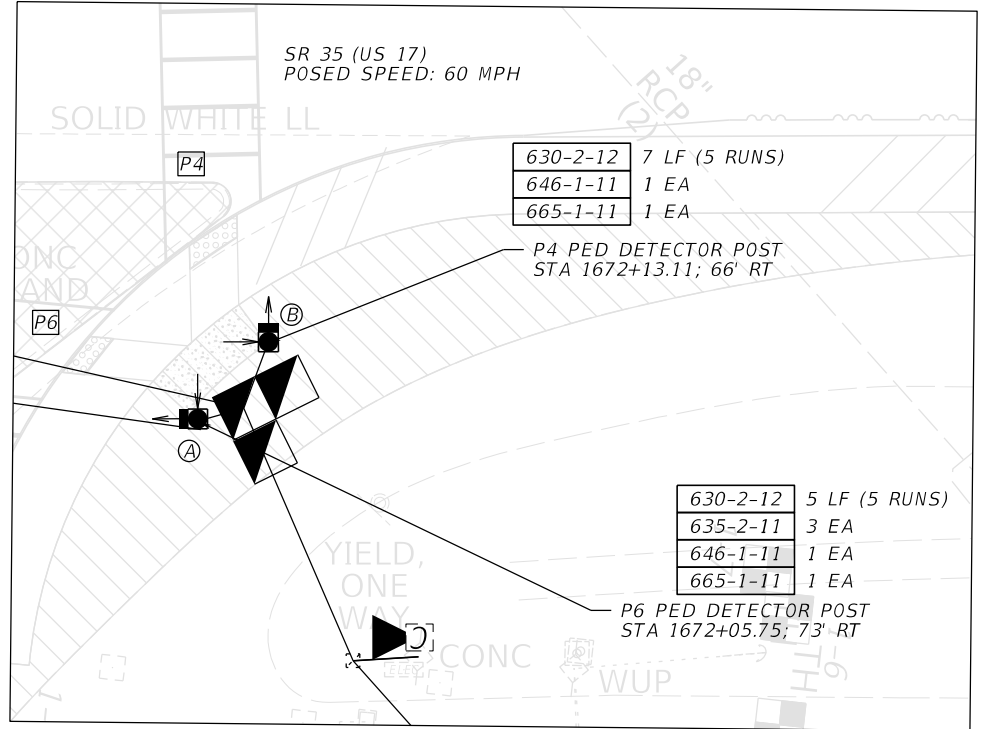 SR 35 (US 17)
POSED SPEED: 60 MPH
18"
RCP
(2)
SOLID WHITE LL
P4
630-2-12 7 LF (5 RUNS)
646-1-11 1 EA
665-1-11 1 EA
P4 PED DETECTOR POST
STA 1672+13.11; 66' RT
ONC
AND
P6
B
A
630-2-12 5 LF (5 RUNS)
635-2-11 3 EA
646-1-11 1 EA
665-1-11 1 EA
P6 PED DETECTOR POST
STA 1672+05.75; 73' RT
YIELD,
ONE
WAY
CONC
WUP